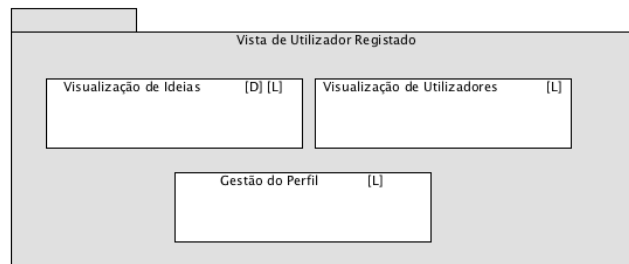 Vista de Utilizador Registado
Visualização de Ideias [D] [L]
Visualização de Utilizadores [L]
Gestão do Perfil [L]